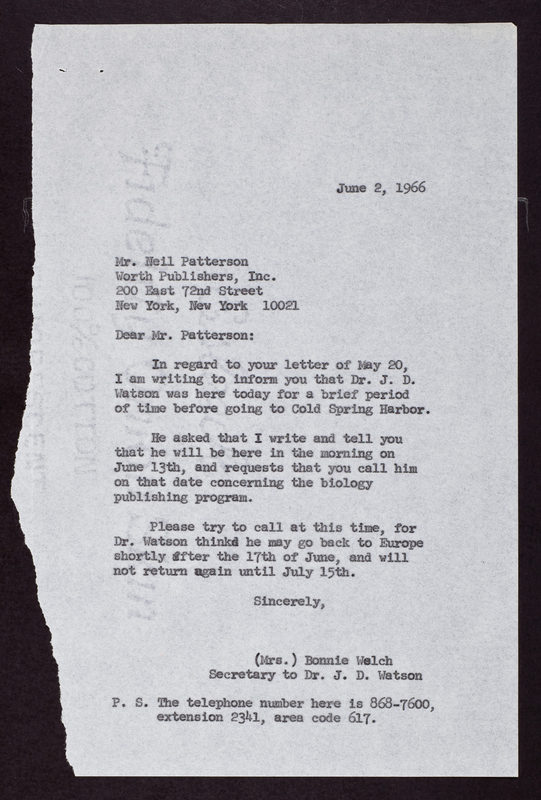 June 2, 1966
Mr. Neil Patterson
Worth Publishers, Inc.
200 East 72nd Street
New York, New York 10021
Dear Mr. Patterson:
In regard to your letter of May 20,
I am writing to inform you that Dr. J. D.
Watson was here today for a brief period
of time before going to Cold Spring Harbor.
He asked that I write and tell you
that he will be here in the morning on
June 13th, and requests that you call him
on that date concerning the biology
publishing program.
Please try to call at this time, for
Dr. Watson thinkd he may go back to Europe
shortly after the 17th of June, and will
not return again until July 15th.
Sincerely,
(Mrs.) Bonnie Welch
Secretary to Dr. J. D. Watson
P. S. The telephone number here is 868-7600,
extension 2341, area code 617.